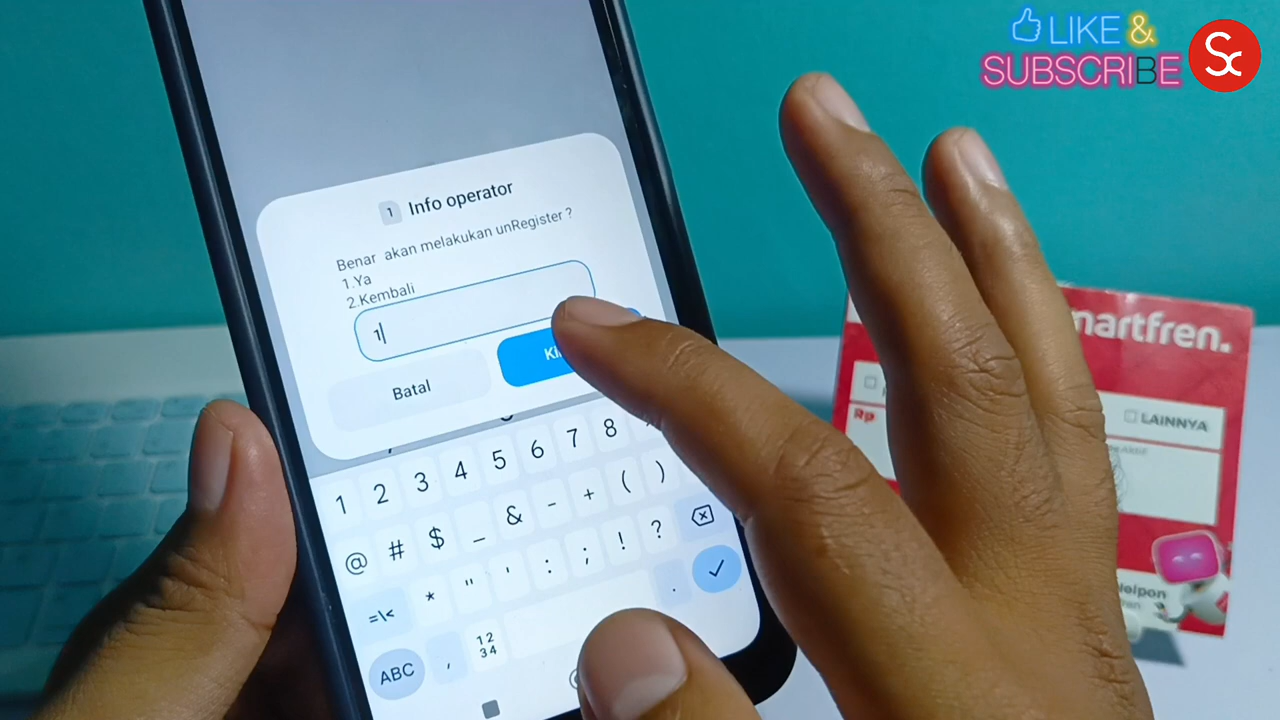 LIKE &
SUBSCRIBE
1 Info operator
Benar akan melakukan unRegister ?
1.Ya
2.Kembali
1
Batal
1 2 3 4 5 6 7 8
@ # $ _ & - + ( )
=\< * " ' : ; ! ?
ABC , 12 34 .
LAINNYA
Rp